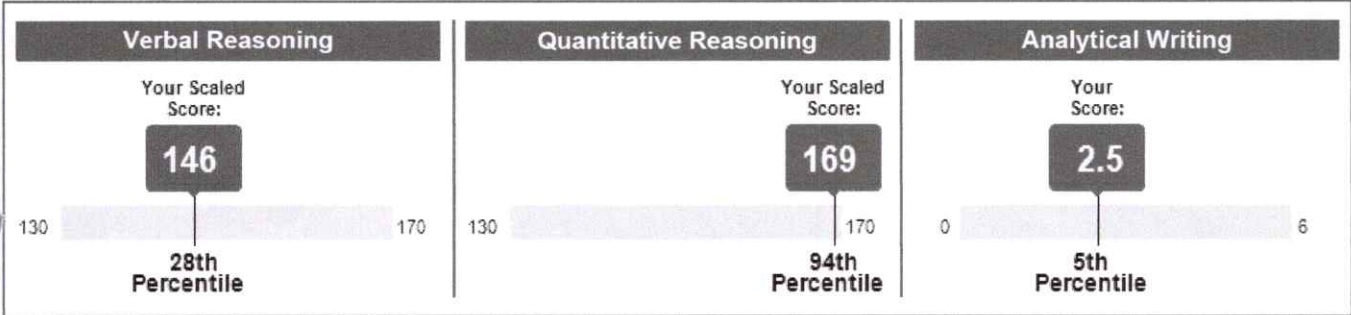 Verbal Reasoning
Your Scaled
Score:
146
130
170
28th
Percentile
Quantitative Reasoning
Your Scaled
Score:
169
130
170
94th
Percentile
Analytical Writing
Your
Score:
2.5
0
6
5th
Percentile